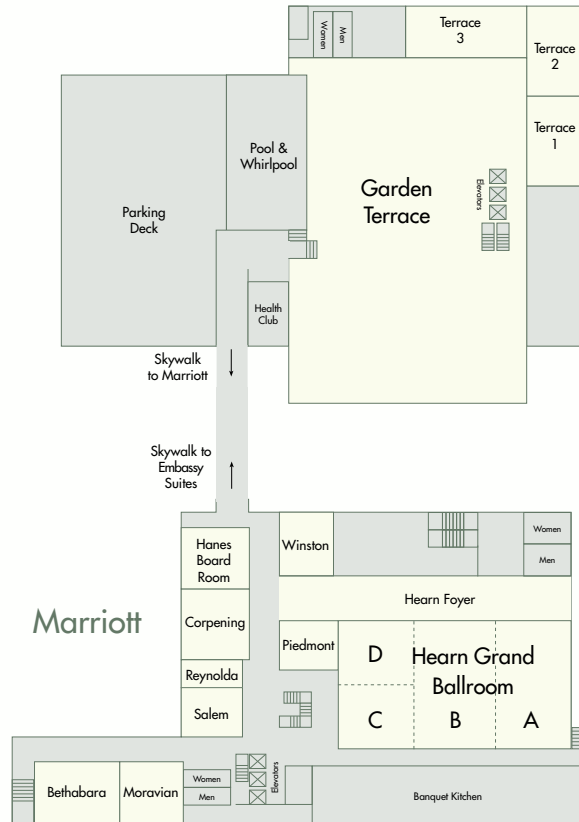 Women
Men
Terrace
3
Terrace
2
Terrace
1
Pool &
Whirlpool
Parking
Deck
Garden
Terrace
Elevators
Health
Club
Skywalk
to Marriott
Skywalk to
Embassy
Suites
Hanes
Board
Room
Winston
Women
Men
Hearn Foyer
Marriott
Corpening
Piedmont
D
Hearn Grand
Ballroom
Reynolda
Salem
C
B
A
Bethabara
Moravian
Women
Men
Elevators
Banquet Kitchen